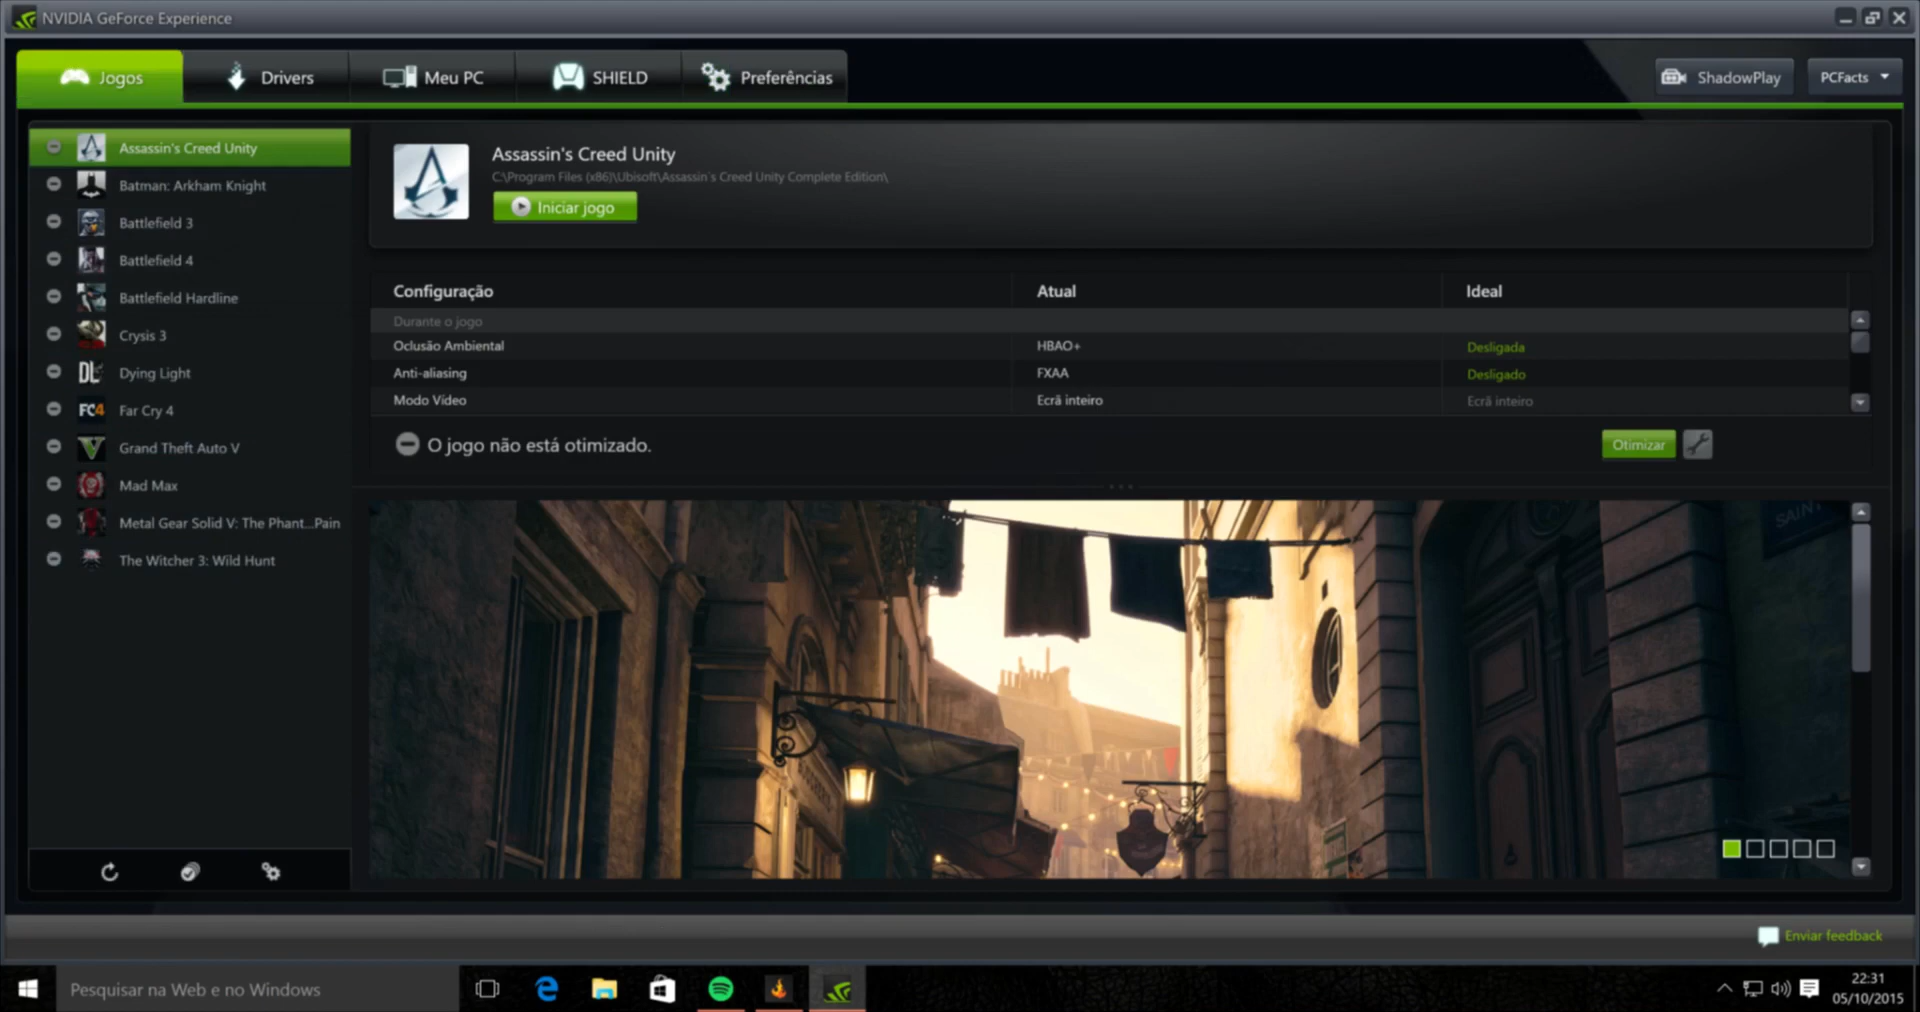 NVIDIA GeForce Experience
Jogos
Drivers
Meu PC
SHIELD
Preferências
ShadowPlay
PCFacts
Assassin's Creed Unity
Batman: Arkham Knight
Battlefield 3
Battlefield 4
Battlefield Hardline
Crysis 3
DL
Dying Light
FC4
Far Cry 4
Grand Theft Auto V
Mad Max
Metal Gear Solid V: The Phant...Pain
The Witcher 3: Wild Hunt
Assassin's Creed Unity
C:\Program Files (x86)\Ubisoft\Assassin`s Creed Unity Complete Edition\
Iniciar jogo
Configuração Atual Ideal
Durante o jogo
Oclusão Ambiental HBAO+ Desligada
Anti-aliasing FXAA Desligado
Modo Vídeo Ecrã inteiro Ecrã inteiro
O jogo não está otimizado.
Otimizar
SAINT
Enviar feedback
Pesquisar na Web e no Windows
22:31
05/10/2015